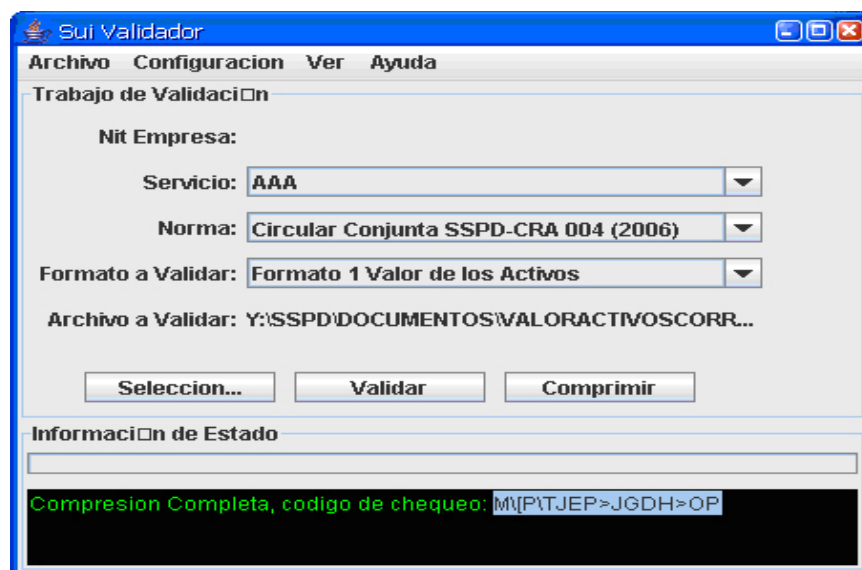 Sui Validador
Archivo Configuracion Ver Ayuda
Trabajo de Validaci□n
Nit Empresa:
Servicio: AAA
Norma: Circular Conjunta SSPD-CRA 004 (2006)
Formato a Validar: Formato 1 Valor de los Activos
Archivo a Validar: Y:\SSPD\DOCUMENTOS\VALORACTIVOSCORR...
Seleccion... Validar Comprimir
Informaci□n de Estado
Compresion Completa, codigo de chequeo: M\[P\TJEP>JGDH>OP